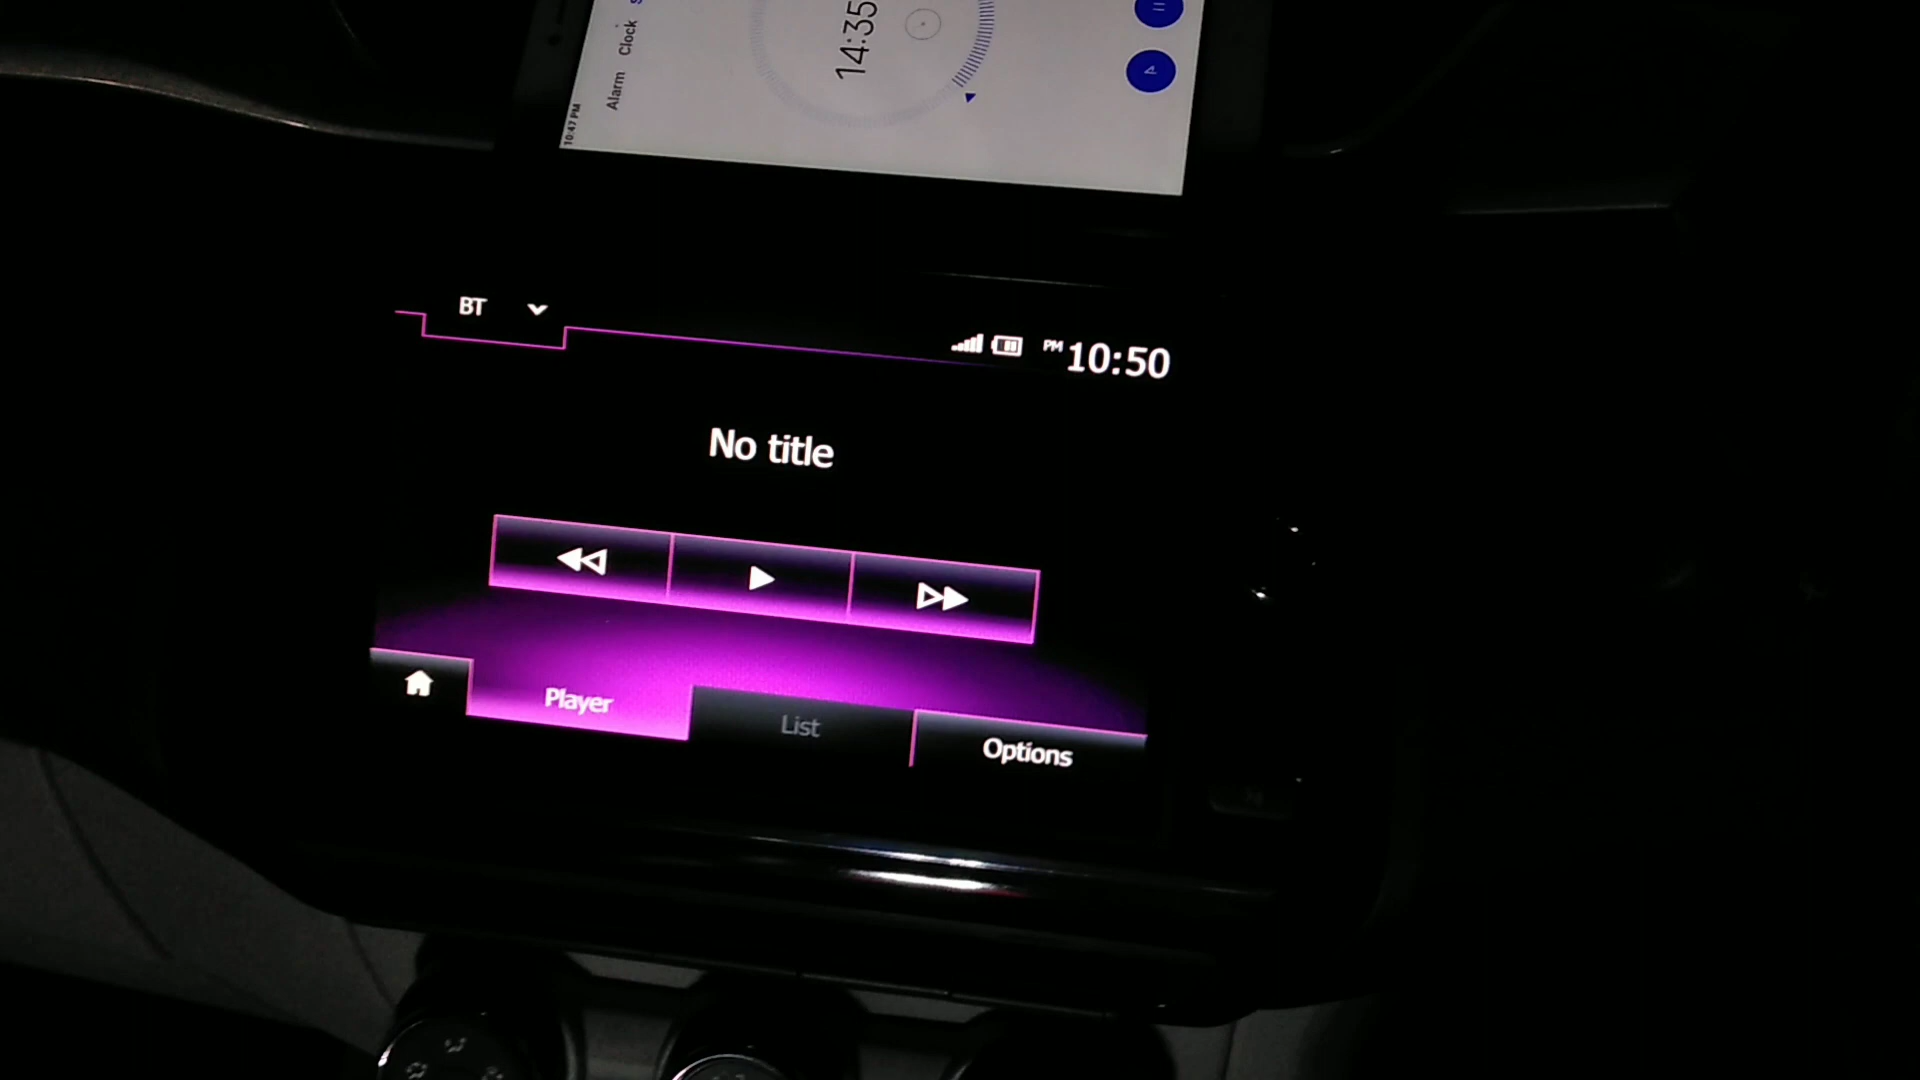 10:47 PM
Alarm Clock
14:35
BT
PM 10:50
No title
Player
List
Options